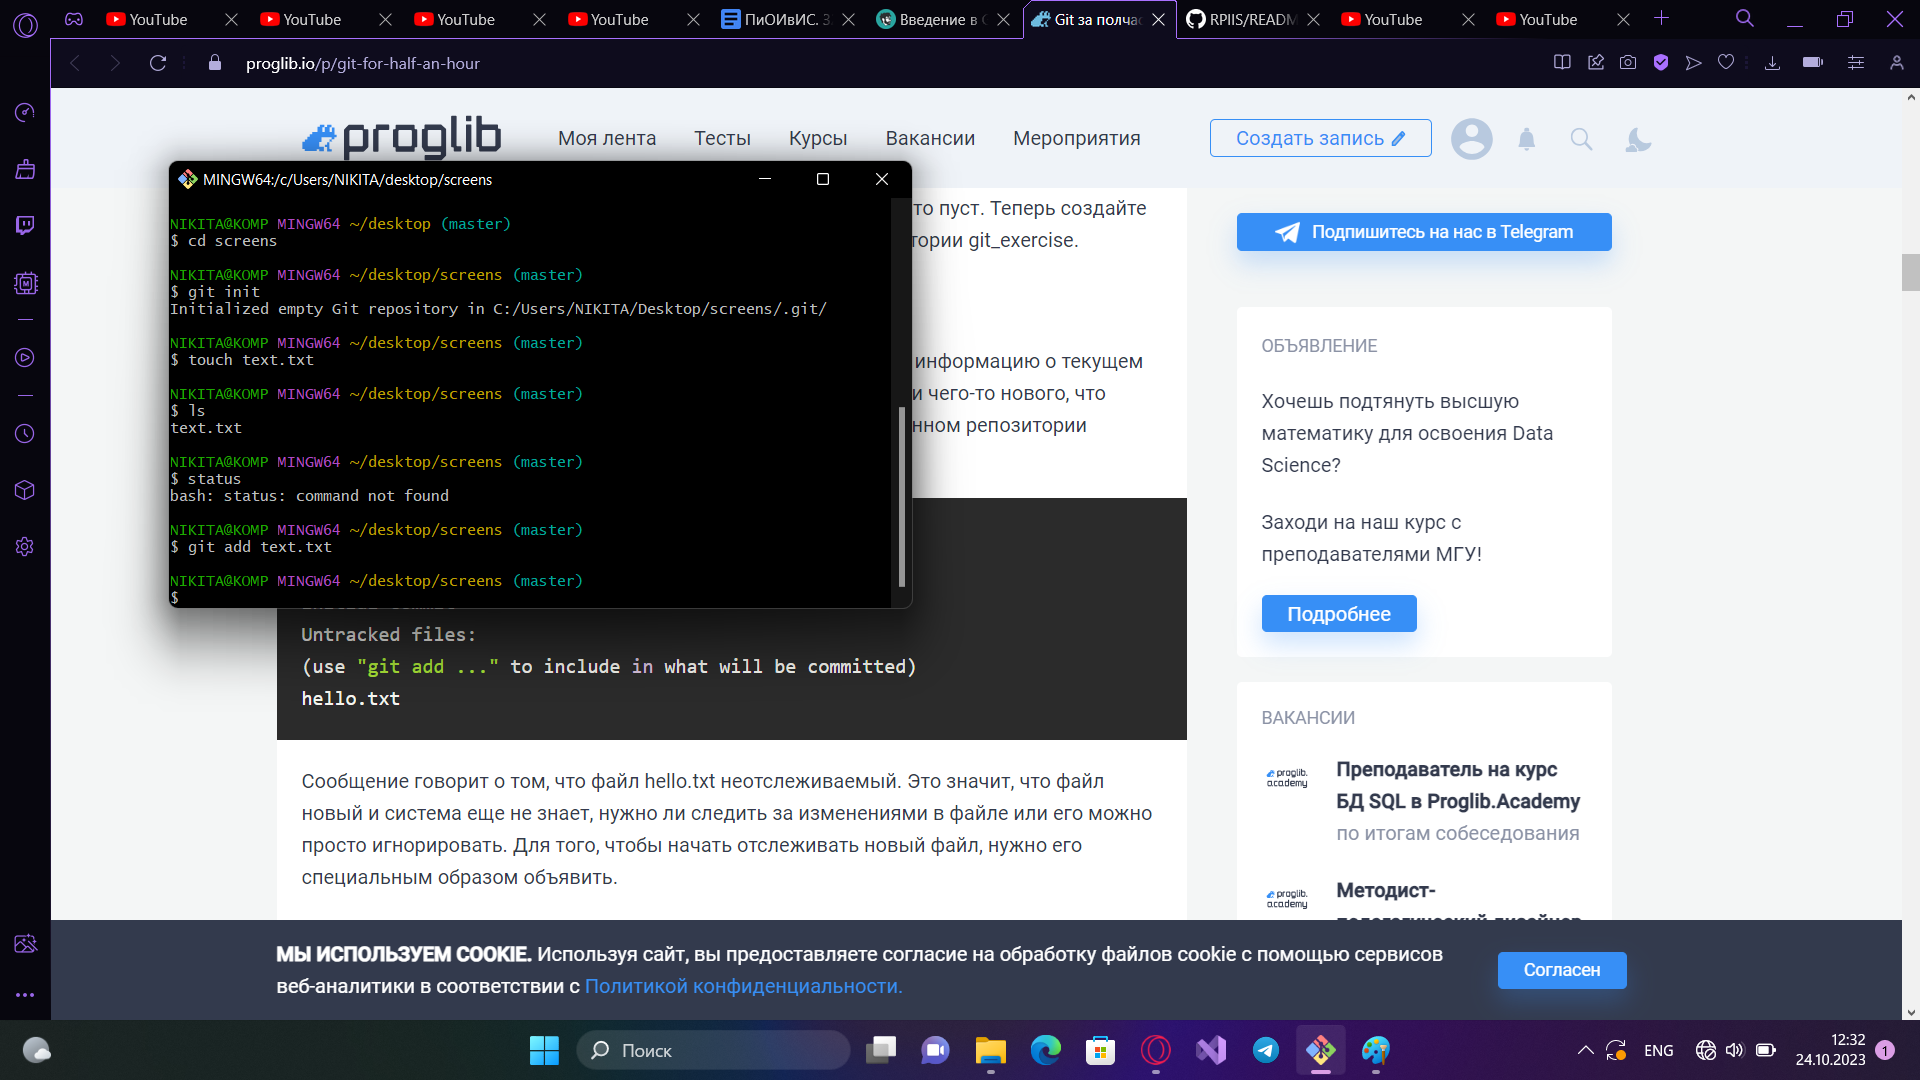 YouTube
YouTube
YouTube
YouTube
ПиОИвИС. З
Введение в
Git за полча
RPIIS/READM
YouTube
YouTube
proglib.io/p/git-for-half-an-hour
proglib
Моя лента
Тесты
Курсы
Вакансии
Мероприятия
Создать запись
MINGW64:/c/Users/NIKITA/desktop/screens
NIKITA@KOMP MINGW64 ~/desktop (master)
$ cd screens
NIKITA@KOMP MINGW64 ~/desktop/screens (master)
$ git init
Initialized empty Git repository in C:/Users/NIKITA/Desktop/screens/.git/
NIKITA@KOMP MINGW64 ~/desktop/screens (master)
$ touch text.txt
NIKITA@KOMP MINGW64 ~/desktop/screens (master)
$ ls
text.txt
NIKITA@KOMP MINGW64 ~/desktop/screens (master)
$ status
bash: status: command not found
NIKITA@KOMP MINGW64 ~/desktop/screens (master)
$ git add text.txt
NIKITA@KOMP MINGW64 ~/desktop/screens (master)
$
то пуст. Теперь создайте
тории git_exercise.
информацию о текущем
и чего-то нового, что
нном репозитории
Untracked files:
(use "git add ..." to include in what will be committed)
hello.txt
Сообщение говорит о том, что файл hello.txt неотслеживаемый. Это значит, что файл
новый и система еще не знает, нужно ли следить за изменениями в файле или его можно
просто игнорировать. Для того, чтобы начать отслеживать новый файл, нужно его
специальным образом объявить.
Подпишитесь на нас в Telegram
ОБЪЯВЛЕНИЕ
Хочешь подтянуть высшую
математику для освоения Data
Science?
Заходи на наш курс с
преподавателями МГУ!
Подробнее
ВАКАНСИИ
proglib.
academy
Преподаватель на курс
БД SQL в Proglib.Academy
по итогам собеседования
proglib.
academy
Методист-
МЫ ИСПОЛЬЗУЕМ COOKIE. Используя сайт, вы предоставляете согласие на обработку файлов cookie с помощью сервисов
веб-аналитики в соответствии с Политикой конфиденциальности.
Согласен
Поиск
ENG
12:32
24.10.2023
1